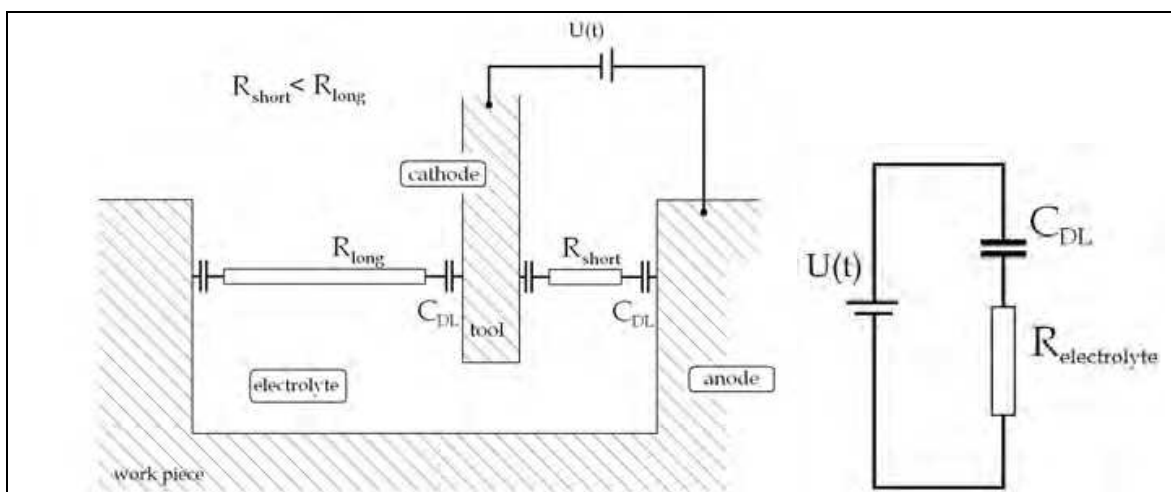 U(t)
R_short < R_long
cathode
R_long
R_short
C_DL
tool
C_DL
electrolyte
anode
work piece
U(t)
C_DL
R_electrolyte